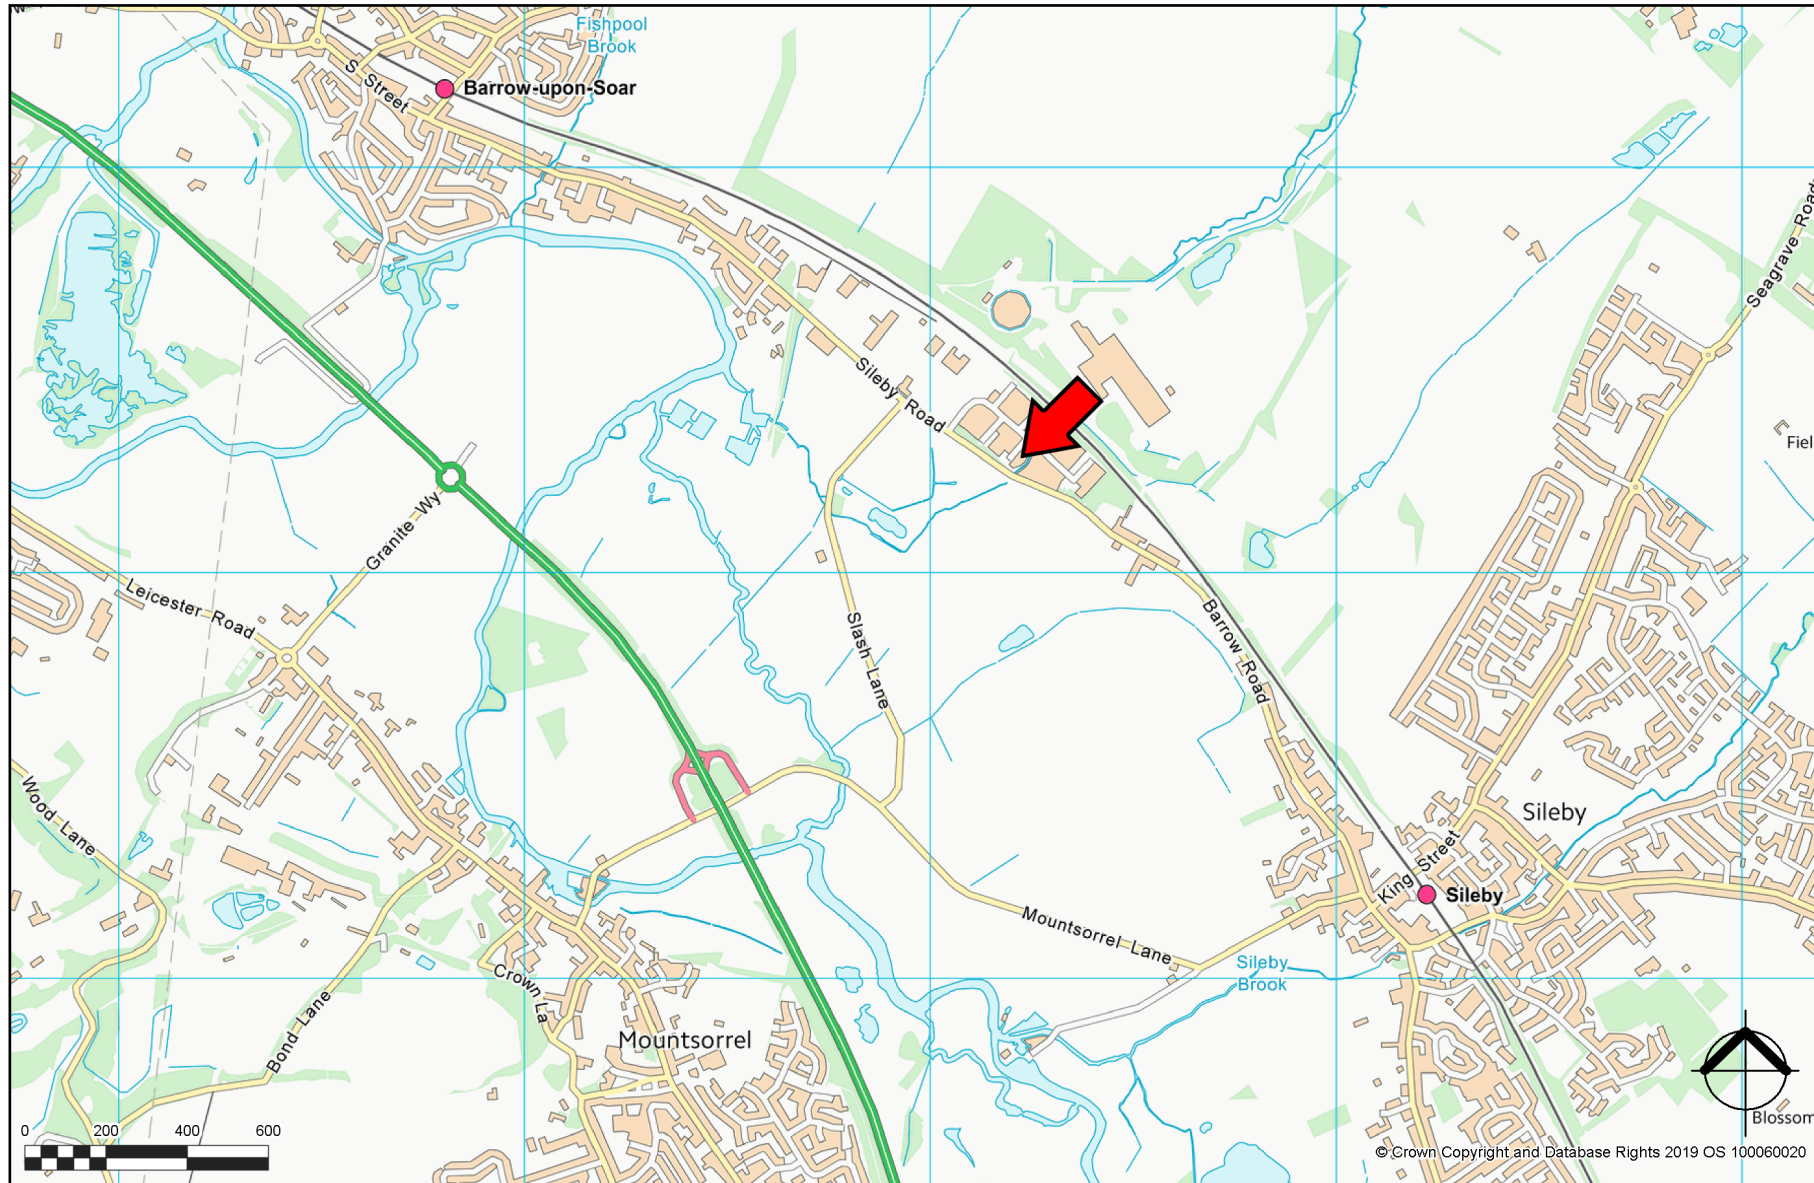 Fishpool
Brook
S Street
Barrow-upon-Soar
Seagrave Road
Sileby Road
Fiel
Granite Wy
Leicester Road
Slash Lane
Barrow Road
Wood Lane
Sileby
King Street
Sileby
Mountsorrel Lane
Sileby
Brook
Crown La
Bond Lane
Mountsorrel
Blossom
0 200 400 600
© Crown Copyright and Database Rights 2019 OS 100060020